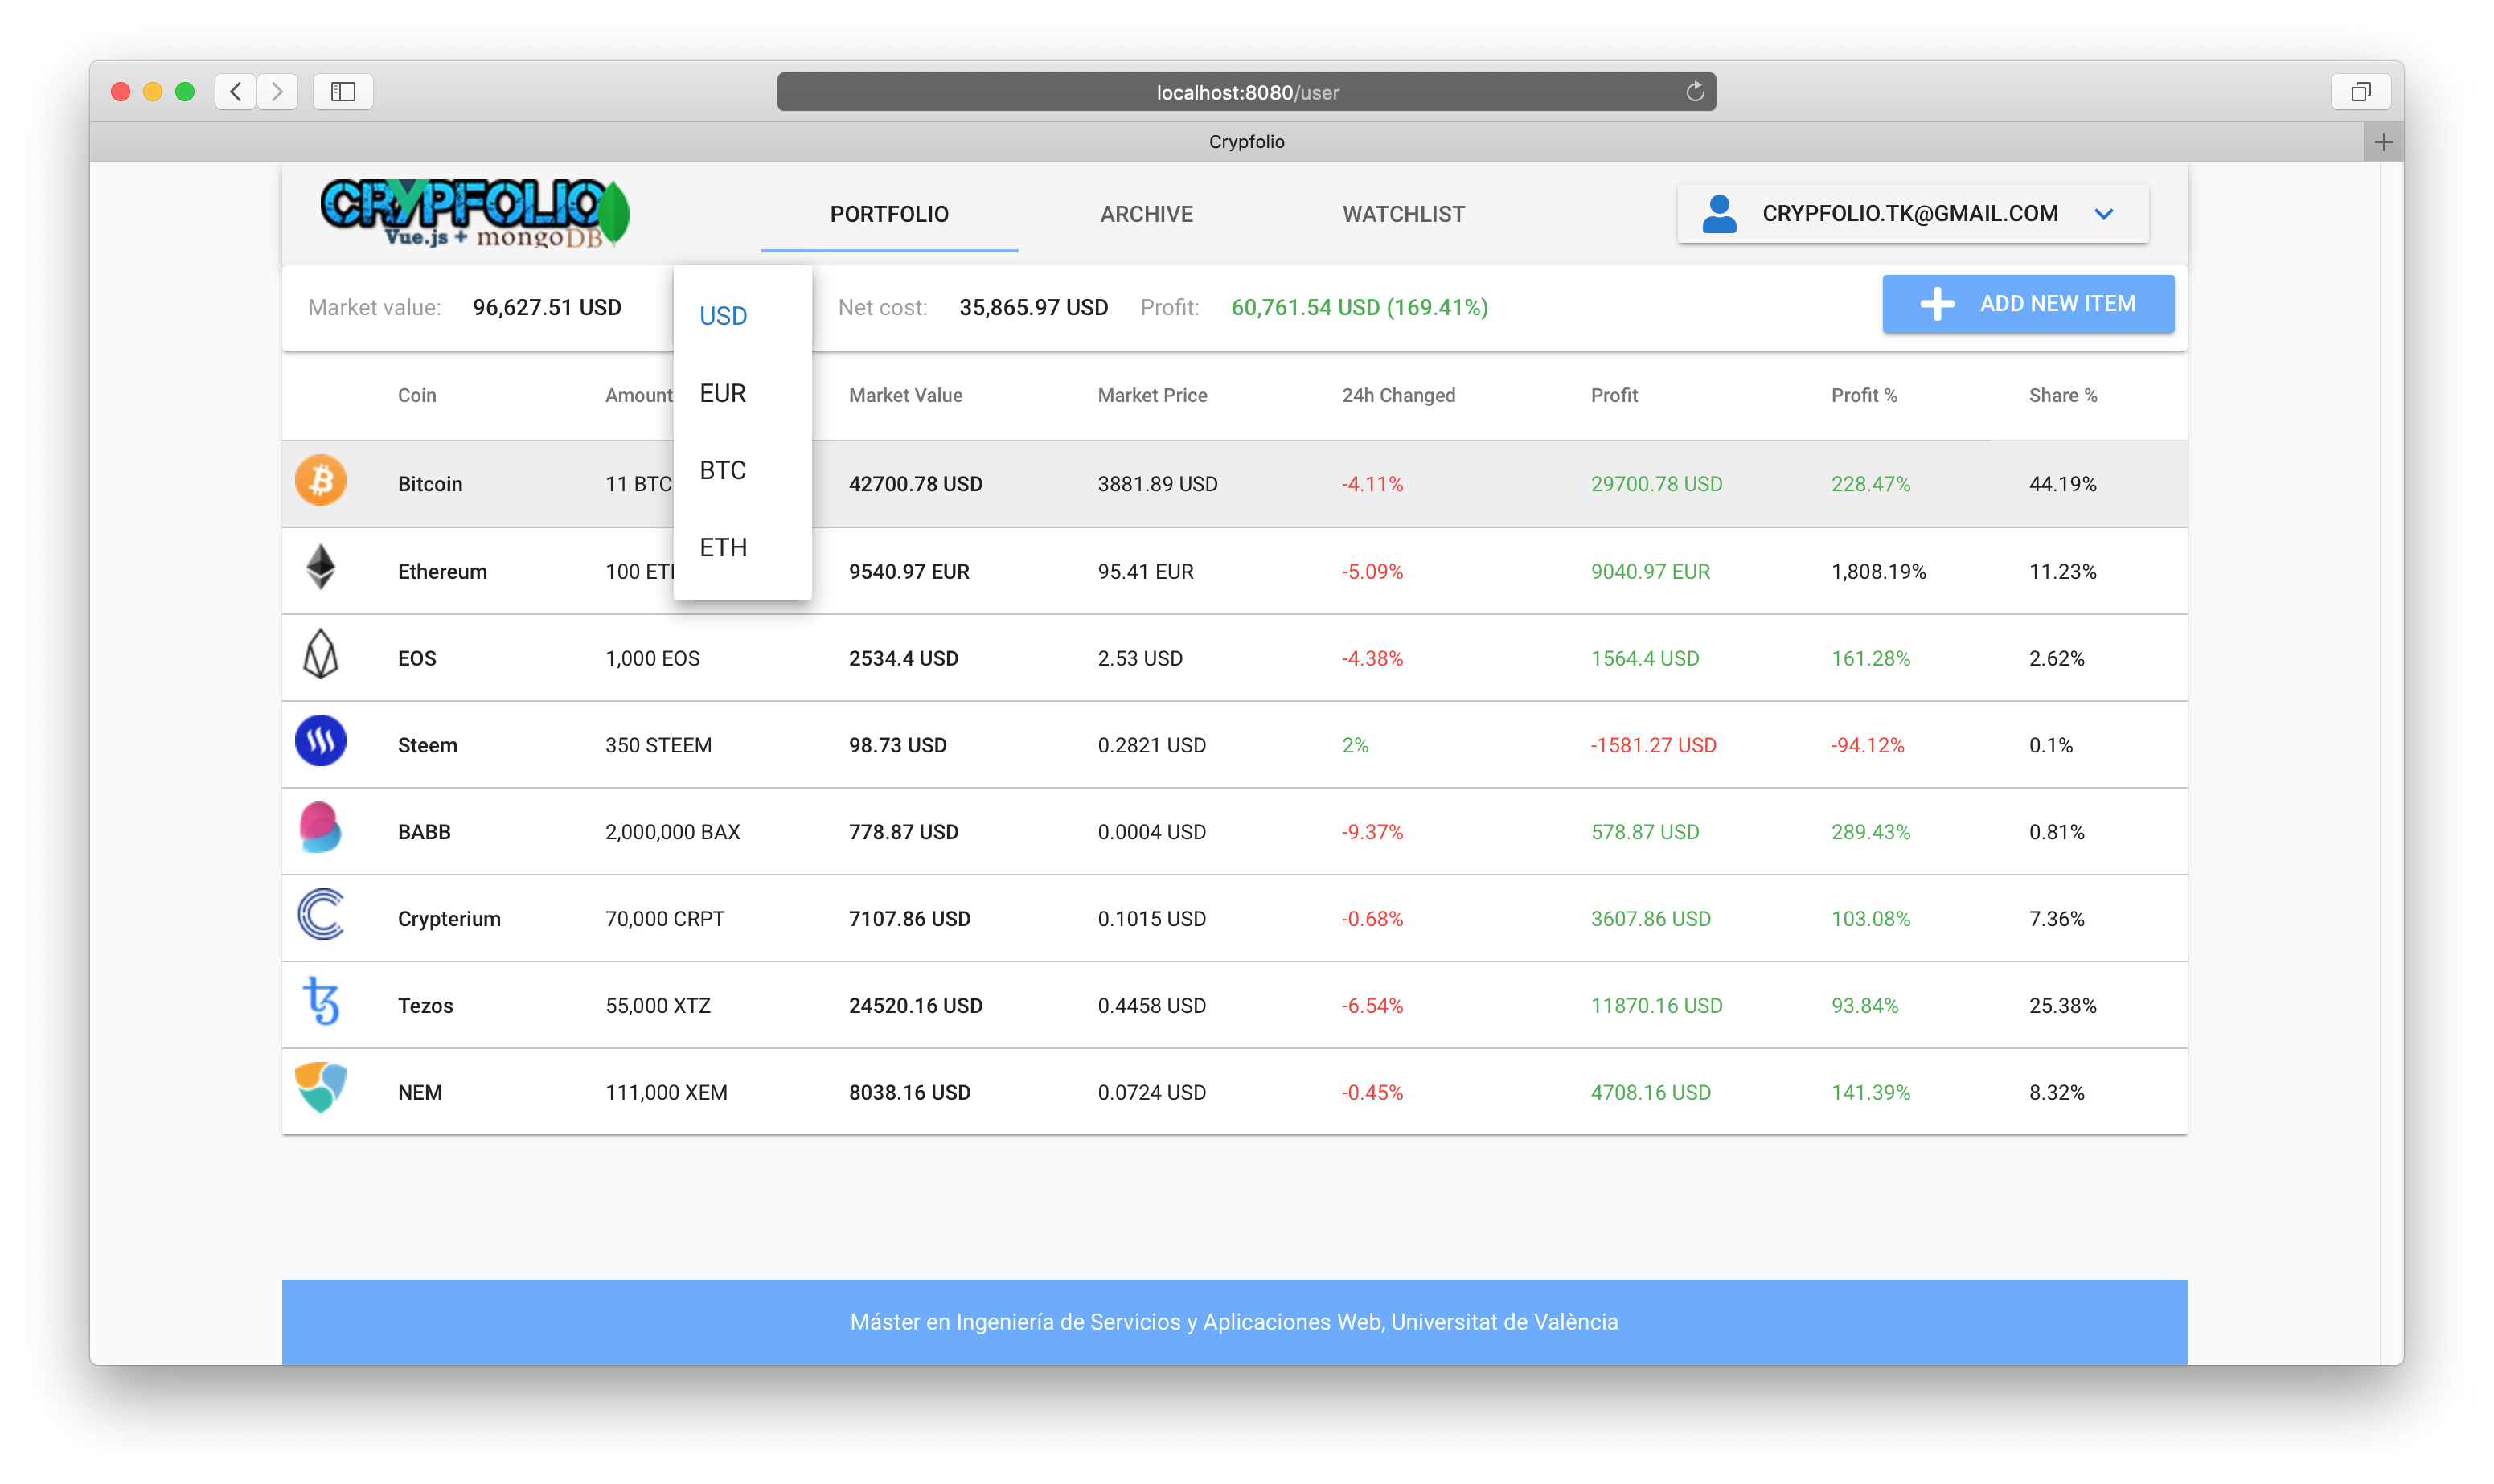 localhost:8080/user
Crypfolio
CRYPFOLIO
Vue.js + mongoDB
PORTFOLIO ARCHIVE WATCHLIST CRYPFOLIO.TK@GMAIL.COM
Market value: 96,627.51 USD Net cost: 35,865.97 USD Profit: 60,761.54 USD (169.41%) ADD NEW ITEM
USD
EUR
BTC
ETH
Coin Amount Market Value Market Price 24h Changed Profit Profit % Share %
Bitcoin 11 BTC 42700.78 USD 3881.89 USD -4.11% 29700.78 USD 228.47% 44.19%
Ethereum 100 9540.97 EUR 95.41 EUR -5.09% 9040.97 EUR 1,808.19% 11.23%
EOS 1,000 EOS 2534.4 USD 2.53 USD -4.38% 1564.4 USD 161.28% 2.62%
Steem 350 STEEM 98.73 USD 0.2821 USD 2% -1581.27 USD -94.12% 0.1%
BABB 2,000,000 BAX 778.87 USD 0.0004 USD -9.37% 578.87 USD 289.43% 0.81%
Crypterium 70,000 CRPT 7107.86 USD 0.1015 USD -0.68% 3607.86 USD 103.08% 7.36%
Tezos 55,000 XTZ 24520.16 USD 0.4458 USD -6.54% 11870.16 USD 93.84% 25.38%
NEM 111,000 XEM 8038.16 USD 0.0724 USD -0.45% 4708.16 USD 141.39% 8.32%
Máster en Ingeniería de Servicios y Aplicaciones Web, Universitat de València